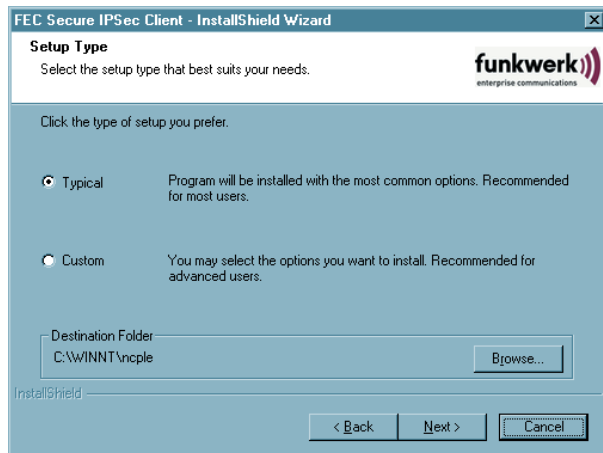 FEC Secure IPSec Client - InstallShield Wizard
Setup Type
Select the setup type that best suits your needs.
funkwerk
enterprise communications
Click the type of setup you prefer.
Typical
Program will be installed with the most common options. Recommended
for most users.
Custom
You may select the options you want to install. Recommended for
advanced users.
Destination Folder
C:\WINNT\ncple
Browse...
InstallShield
< Back
Next >
Cancel